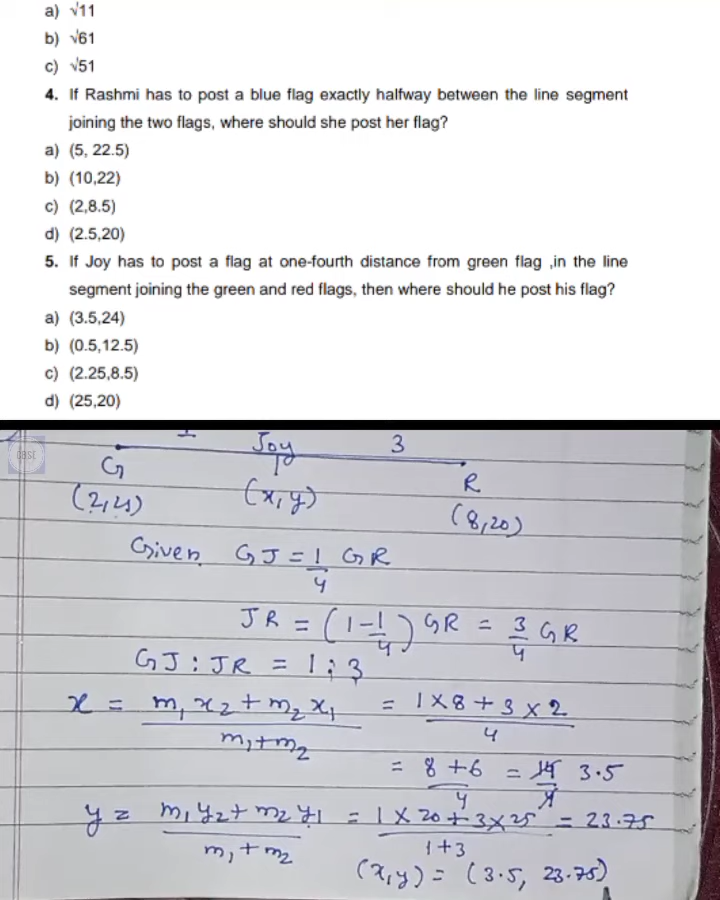 a) √11
b) √61
c) √51
4. If Rashmi has to post a blue flag exactly halfway between the line segment
joining the two flags, where should she post her flag?
a) (5, 22.5)
b) (10,22)
c) (2,8.5)
d) (2.5,20)
5. If Joy has to post a flag at one-fourth distance from green flag ,in the line
segment joining the green and red flags, then where should he post his flag?
a) (3.5,24)
b) (0.5,12.5)
c) (2.25,8.5)
d) (25,20)
Joy 3
G R
(x,y) (8,20)
Given GJ = 1/4 GR
JR = (1-1/4) GR = 3/4 GR
GJ : JR = 1 : 3
x = m₁x₂+m₂x₁ / m₁+m₂ = 1×8+3×2 / 4
= 8+6 / 4 = 14 / 4 3.5
y = m₁y₂+m₂y₁ / m₁+m₂ = 1×20+3×25 / 1+3 = 23.75
(x,y) = (3.5, 23.75)